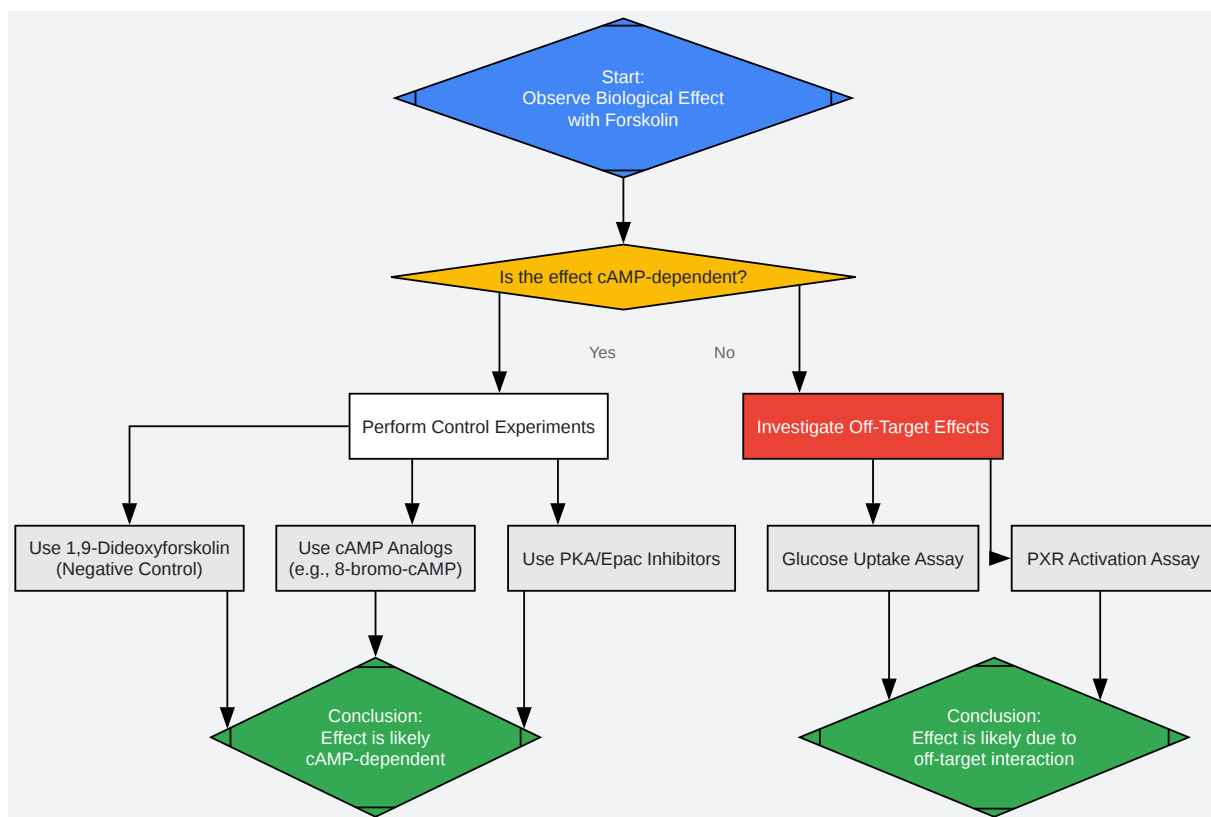 Start:
Observe Biological Effect
with Forskolin
Is the effect cAMP-dependent?
Yes
No
Perform Control Experiments
Investigate Off-Target Effects
Use 1,9-Dideoxyforskolin
(Negative Control)
Use cAMP Analogs
(e.g., 8-bromo-cAMP)
Use PKA/Epac Inhibitors
Glucose Uptake Assay
PXR Activation Assay
Conclusion:
Effect is likely
cAMP-dependent
Conclusion:
Effect is likely due to
off-target interaction